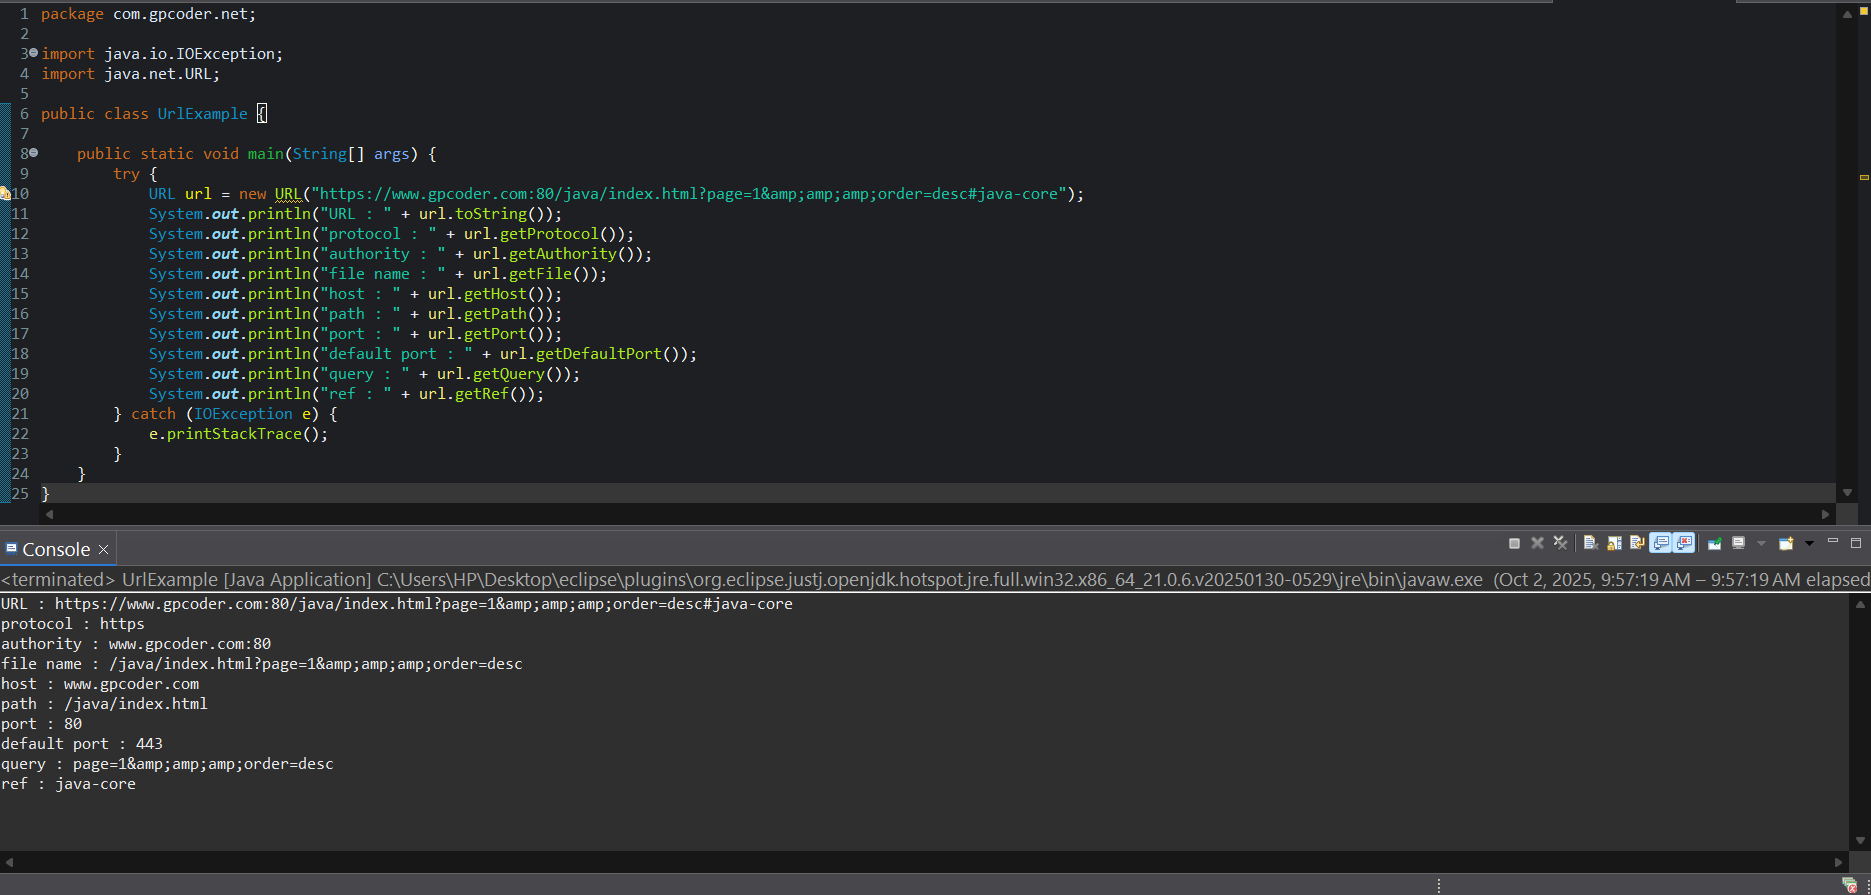 1 package com.gpcoder.net;
2
3 import java.io.IOException;
4 import java.net.URL;
5
6 public class UrlExample {
7
8     public static void main(String[] args) {
9         try {
10             URL url = new URL("https://www.gpcoder.com:80/java/index.html?page=1&amp;amp;amp;order=desc#java-core");
11             System.out.println("URL : " + url.toString());
12             System.out.println("protocol : " + url.getProtocol());
13             System.out.println("authority : " + url.getAuthority());
14             System.out.println("file name : " + url.getFile());
15             System.out.println("host : " + url.getHost());
16             System.out.println("path : " + url.getPath());
17             System.out.println("port : " + url.getPort());
18             System.out.println("default port : " + url.getDefaultPort());
19             System.out.println("query : " + url.getQuery());
20             System.out.println("ref : " + url.getRef());
21         } catch (IOException e) {
22             e.printStackTrace();
23         }
24     }
25 }
Console
<terminated> UrlExample [Java Application] C:\Users\HP\Desktop\eclipse\plugins\org.eclipse.justj.openjdk.hotspot.jre.full.win32.x86_64_21.0.6.v20250130-0529\jre\bin\javaw.exe (Oct 2, 2025, 9:57:19 AM – 9:57:19 AM elapsed
URL : https://www.gpcoder.com:80/java/index.html?page=1&amp;amp;amp;order=desc#java-core
protocol : https
authority : www.gpcoder.com:80
file name : /java/index.html?page=1&amp;amp;amp;order=desc
host : www.gpcoder.com
path : /java/index.html
port : 80
default port : 443
query : page=1&amp;amp;amp;order=desc
ref : java-core